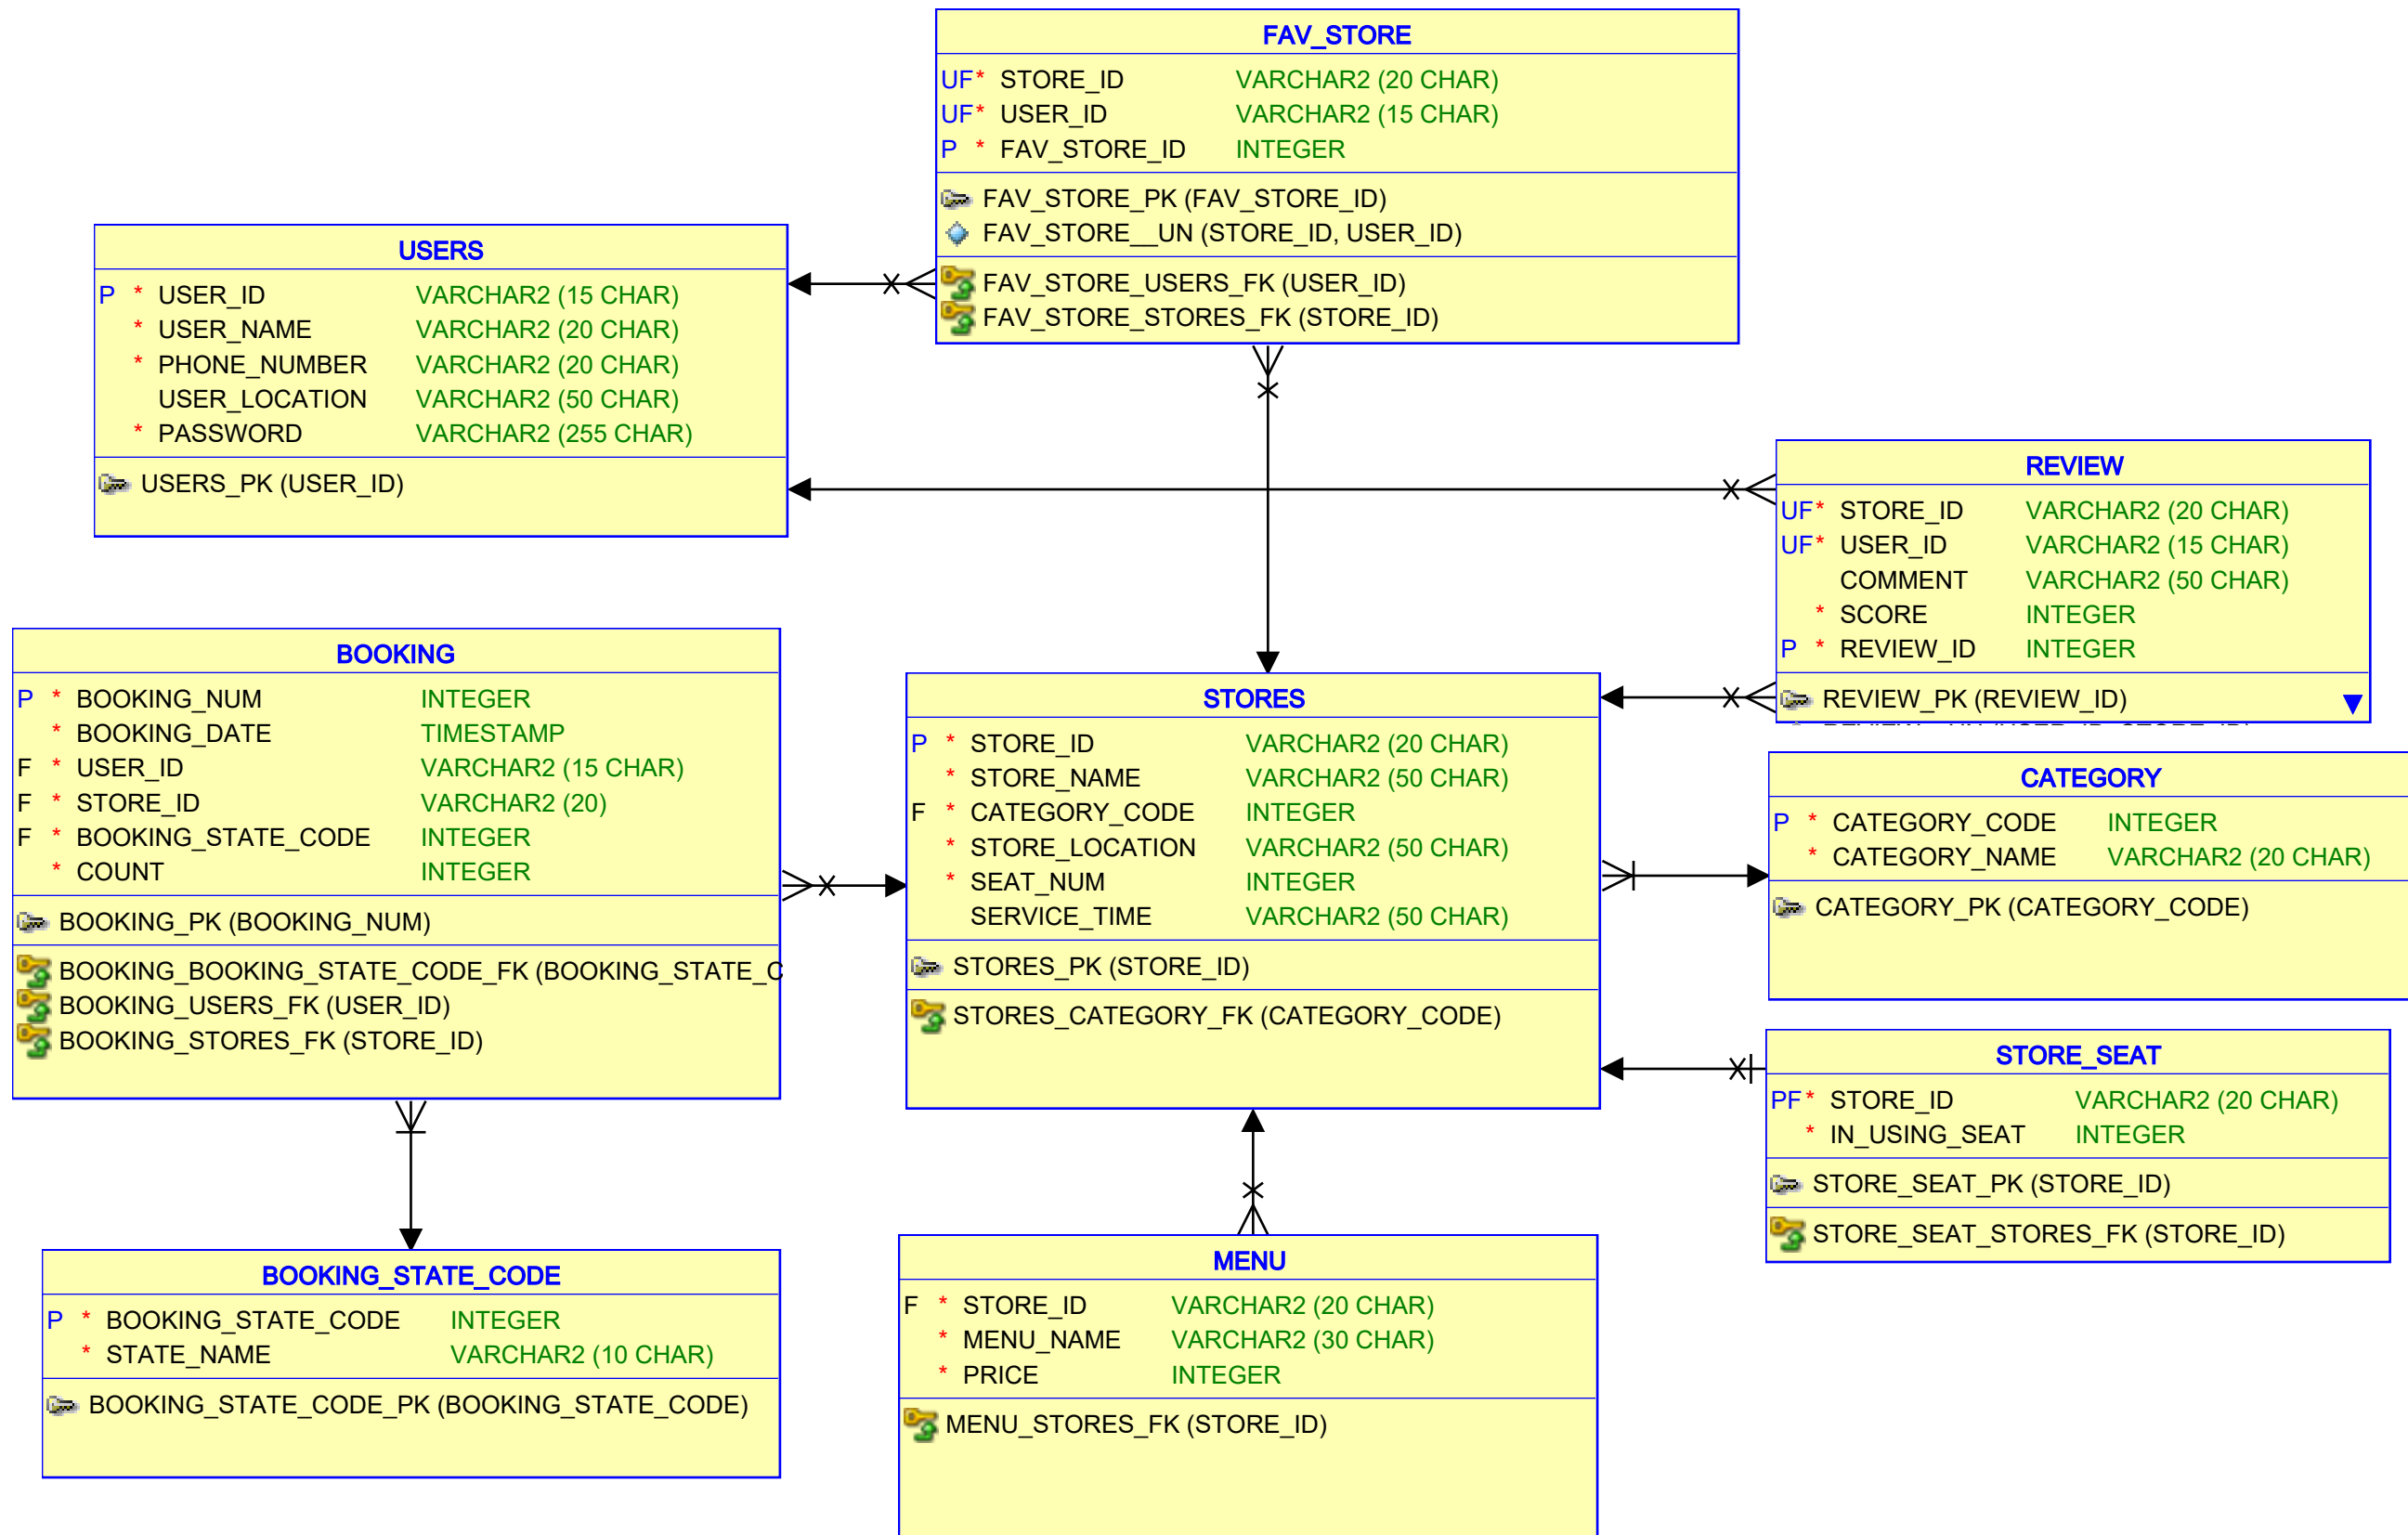 FAV_STORE
UF* STORE_ID VARCHAR2 (20 CHAR)
UF* USER_ID VARCHAR2 (15 CHAR)
P * FAV_STORE_ID INTEGER
FAV_STORE_PK (FAV_STORE_ID)
FAV_STORE__UN (STORE_ID, USER_ID)
FAV_STORE_USERS_FK (USER_ID)
FAV_STORE_STORES_FK (STORE_ID)
USERS
P * USER_ID VARCHAR2 (15 CHAR)
* USER_NAME VARCHAR2 (20 CHAR)
* PHONE_NUMBER VARCHAR2 (20 CHAR)
USER_LOCATION VARCHAR2 (50 CHAR)
* PASSWORD VARCHAR2 (255 CHAR)
USERS_PK (USER_ID)
REVIEW
UF* STORE_ID VARCHAR2 (20 CHAR)
UF* USER_ID VARCHAR2 (15 CHAR)
COMMENT VARCHAR2 (50 CHAR)
* SCORE INTEGER
P * REVIEW_ID INTEGER
REVIEW_PK (REVIEW_ID)
BOOKING
P * BOOKING_NUM INTEGER
* BOOKING_DATE TIMESTAMP
F * USER_ID VARCHAR2 (15 CHAR)
F * STORE_ID VARCHAR2 (20)
F * BOOKING_STATE_CODE INTEGER
* COUNT INTEGER
BOOKING_PK (BOOKING_NUM)
BOOKING_BOOKING_STATE_CODE_FK (BOOKING_STATE_C
BOOKING_USERS_FK (USER_ID)
BOOKING_STORES_FK (STORE_ID)
STORES
P * STORE_ID VARCHAR2 (20 CHAR)
* STORE_NAME VARCHAR2 (50 CHAR)
F * CATEGORY_CODE INTEGER
* STORE_LOCATION VARCHAR2 (50 CHAR)
* SEAT_NUM INTEGER
SERVICE_TIME VARCHAR2 (50 CHAR)
STORES_PK (STORE_ID)
STORES_CATEGORY_FK (CATEGORY_CODE)
CATEGORY
P * CATEGORY_CODE INTEGER
* CATEGORY_NAME VARCHAR2 (20 CHAR)
CATEGORY_PK (CATEGORY_CODE)
STORE_SEAT
PF* STORE_ID VARCHAR2 (20 CHAR)
* IN_USING_SEAT INTEGER
STORE_SEAT_PK (STORE_ID)
STORE_SEAT_STORES_FK (STORE_ID)
BOOKING_STATE_CODE
P * BOOKING_STATE_CODE INTEGER
* STATE_NAME VARCHAR2 (10 CHAR)
BOOKING_STATE_CODE_PK (BOOKING_STATE_CODE)
MENU
F * STORE_ID VARCHAR2 (20 CHAR)
* MENU_NAME VARCHAR2 (30 CHAR)
* PRICE INTEGER
MENU_STORES_FK (STORE_ID)